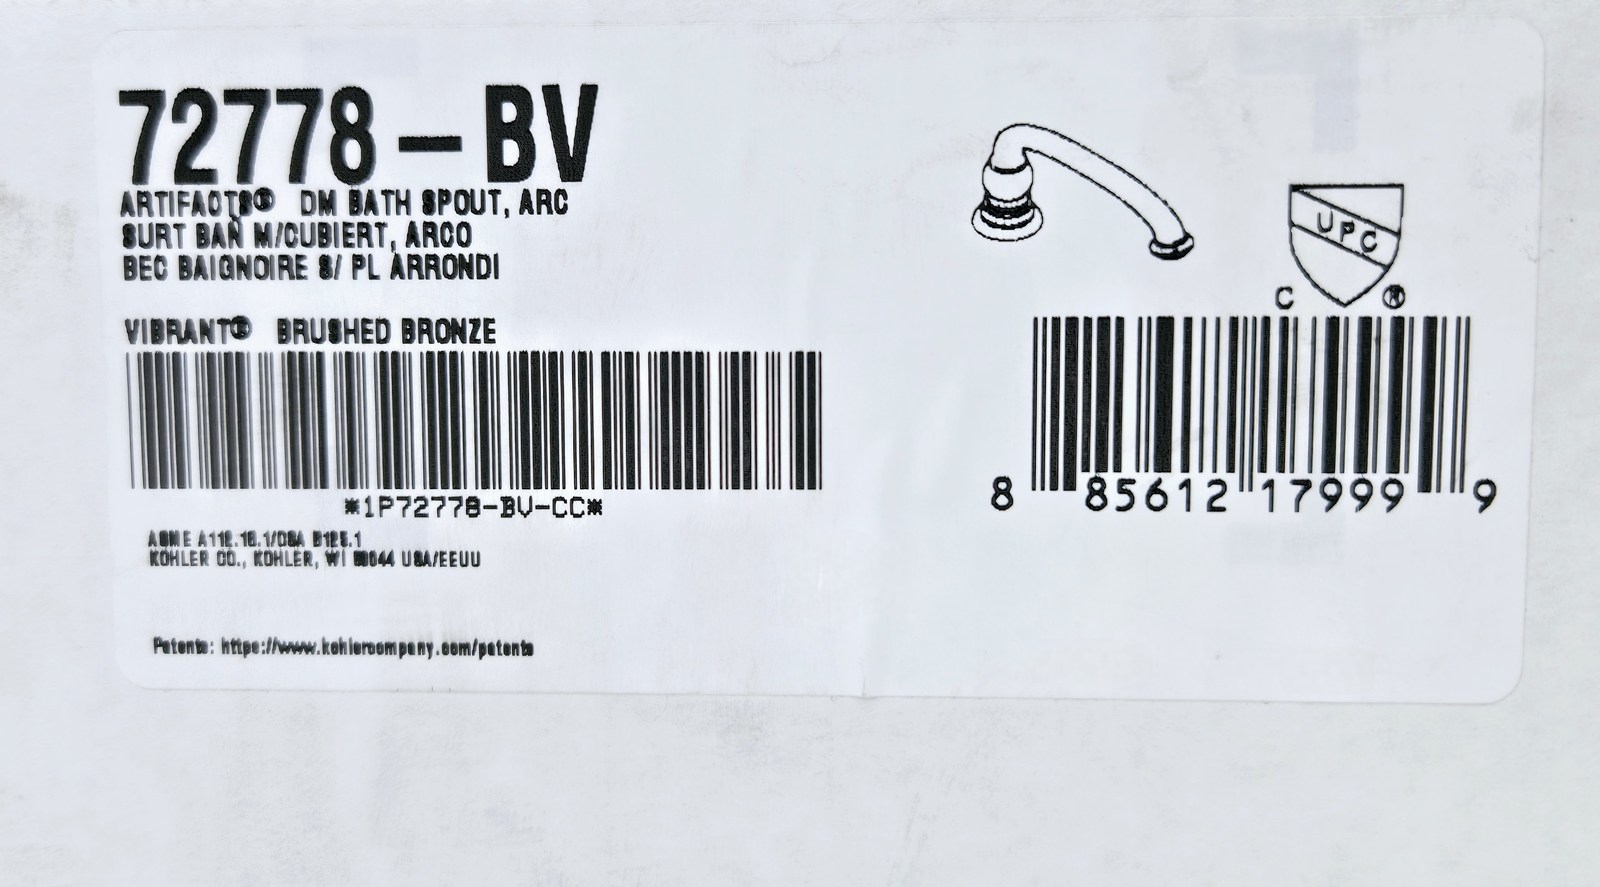 72778-BV
ARTIFACTS® DM BATH SPOUT, ARC
SURT BAÑ M/CUBIERT, ARCO
BEC BAIGNOIRE S/ PL ARRONDI
VIBRANT® BRUSHED BRONZE
*1P72778-BV-CC*
ASME A112.18.1/CSA B125.1
KOHLER CO., KOHLER, WI 53044 USA/EEUU
Patents: https://www.kohlercompany.com/patents
UPC
C ®
8 85612 17999 9